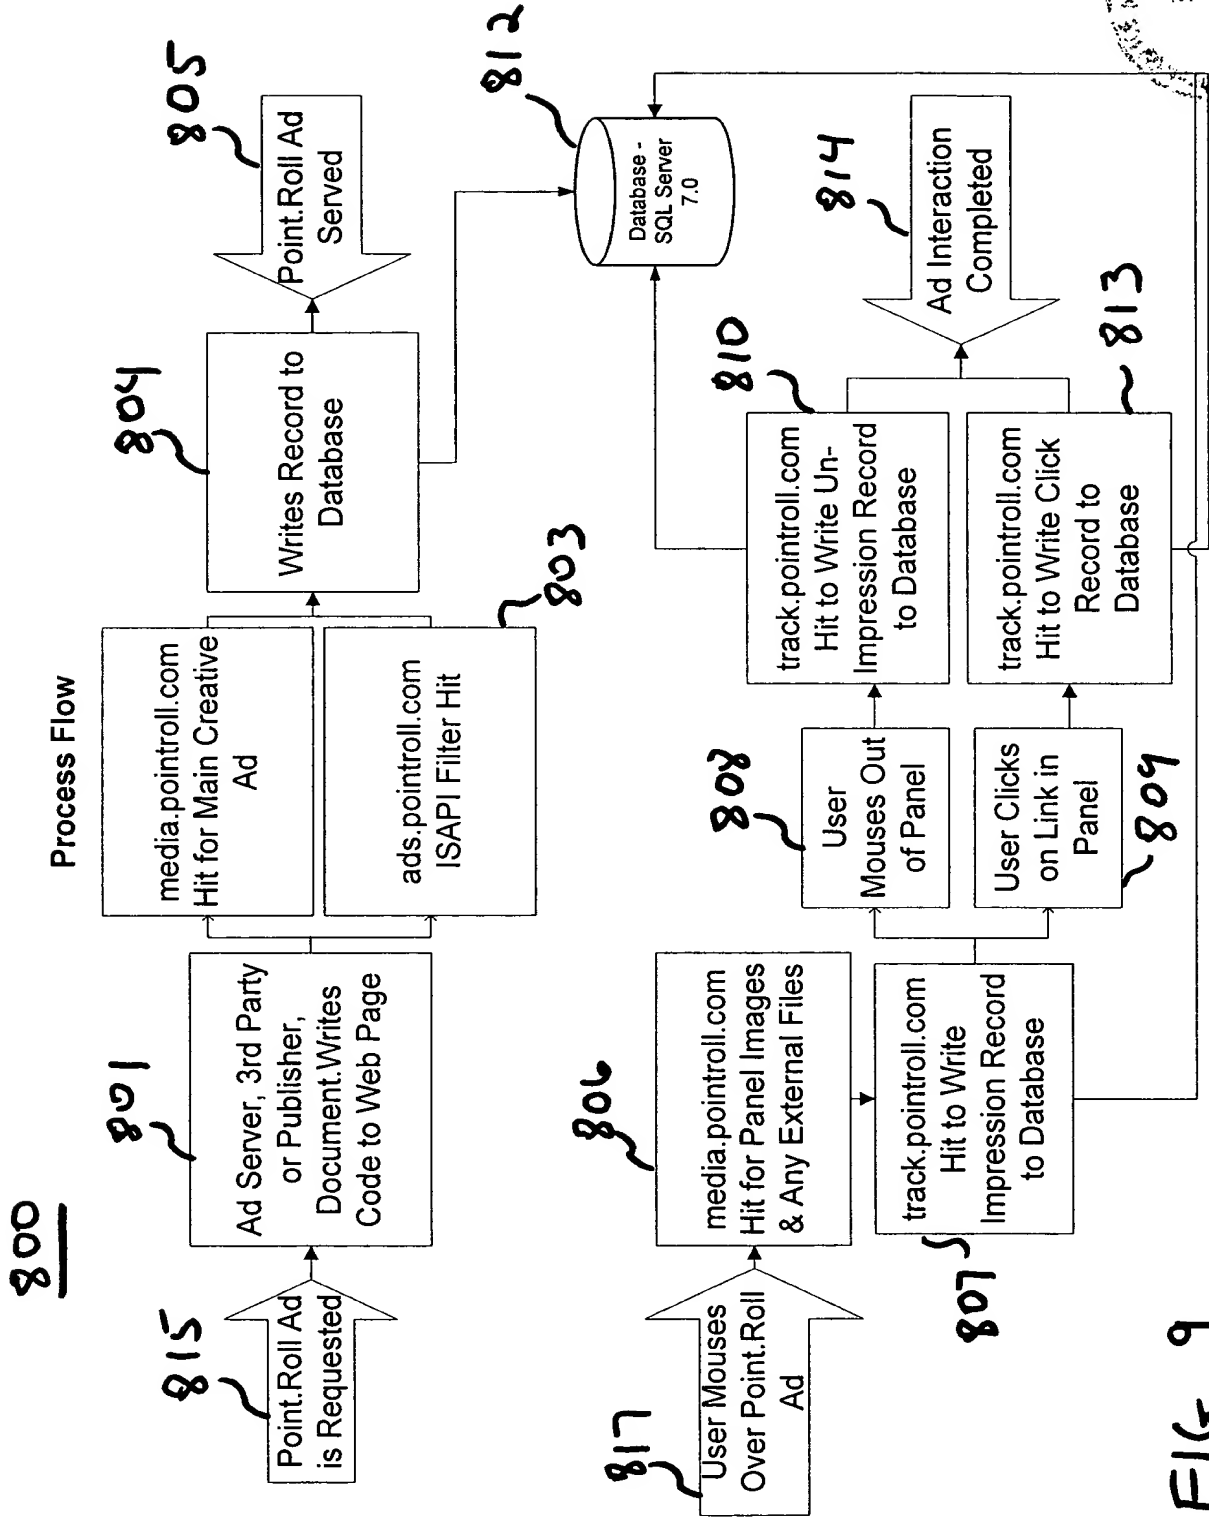 800
Process Flow
815
Point.Roll Ad
is Requested
801
Ad Server, 3rd Party
or Publisher,
Document.Writes
Code to Web Page
media.pointroll.com
Hit for Main Creative
Ad
ads.pointroll.com
ISAPI Filter Hit
803
804
Writes Record to
Database
805
Point.Roll Ad
Served
812
Database -
SQL Server
7.0
817
User Mouses
Over Point.Roll
Ad
806
media.pointroll.com
Hit for Panel Images
& Any External Files
807
track.pointroll.com
Hit to Write
Impression Record
to Database
808
User
Mouses Out
of Panel
809
User Clicks
on Link in
Panel
810
track.pointroll.com
Hit to Write Un-
Impression Record
to Database
813
track.pointroll.com
Hit to Write Click
Record to
Database
814
Ad Interaction
Completed
FIG 9